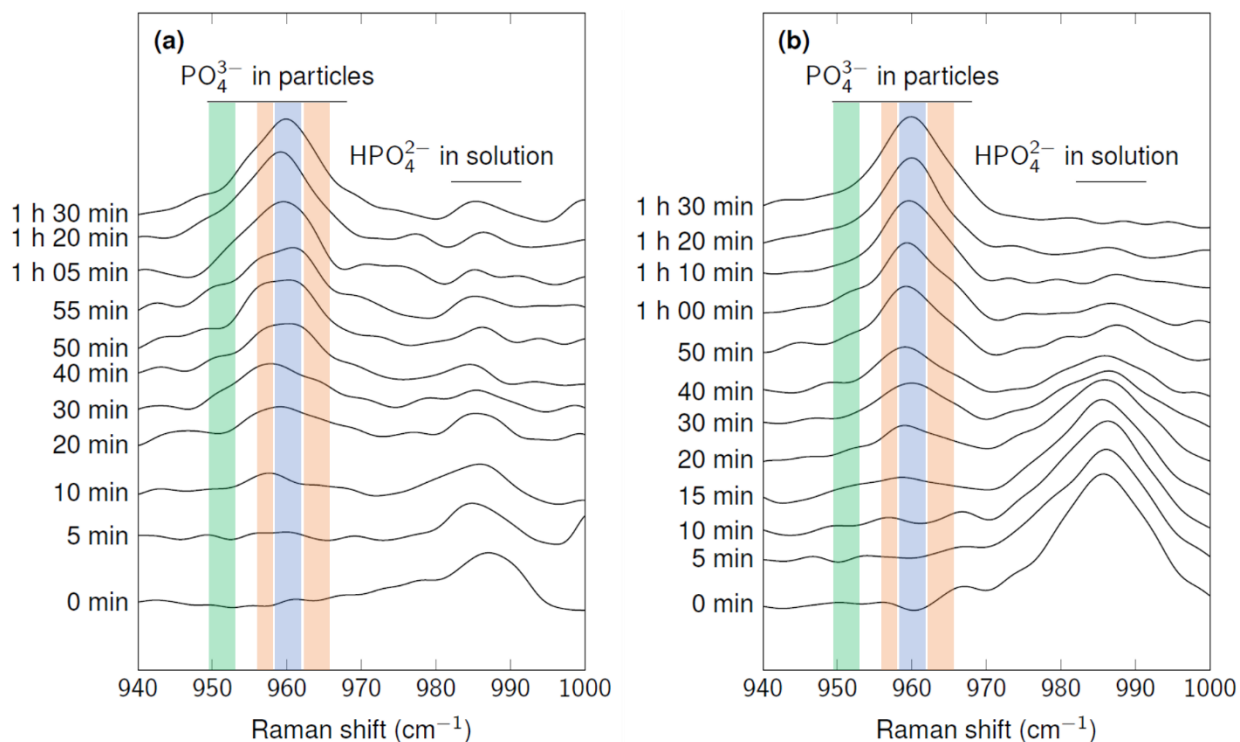 (a)
PO₄³⁻ in particles
HPO₄²⁻ in solution
1 h 30 min
1 h 20 min
1 h 05 min
55 min
50 min
40 min
30 min
20 min
10 min
5 min
0 min
940 950 960 970 980 990 1000
Raman shift (cm⁻¹)
(b)
PO₄³⁻ in particles
HPO₄²⁻ in solution
1 h 30 min
1 h 20 min
1 h 10 min
1 h 00 min
50 min
40 min
30 min
20 min
15 min
10 min
5 min
0 min
940 950 960 970 980 990 1000
Raman shift (cm⁻¹)